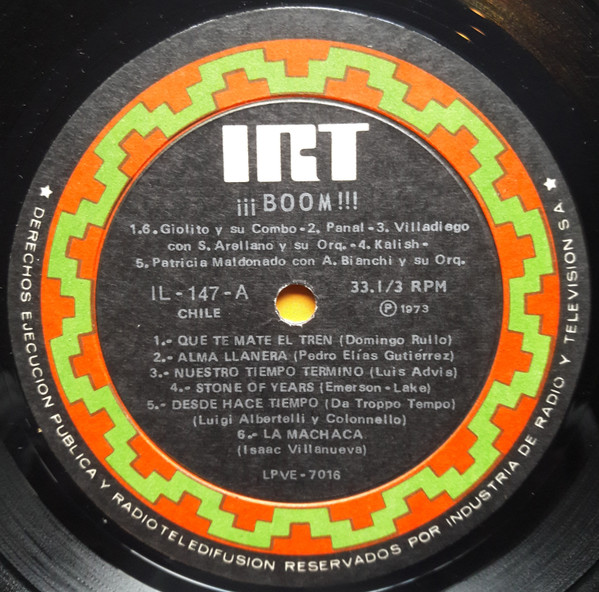 IRT
¡¡¡BOOM!!!
1.6. Giolito y su Combo-2. Panal-3. Villadiego
con S. Arellano y su Orq.-4. Kalish-
5. Patricia Maldonado con A. Bianchi y su Orq.
IL-147-A
33.1/3 RPM
CHILE
Ⓟ 1973
1.- QUE TE MATE EL TREN (Domingo Rullo)
2.- ALMA LLANERA (Pedro Elías Gutiérrez)
3.- NUESTRO TIEMPO TERMINO (Luis Advis)
4.- STONE OF YEARS (Emerson-Lake)
5.- DESDE HACE TIEMPO (Da Troppo Tempo)
(Luigi Albertelli y Colonnello)
6.- LA MACHACA
(Isaac Villanueva)
LPVE-7016
★ DERECHOS EJECUCION PUBLICA Y RADIOTELEDIFUSION RESERVADOS POR INDUSTRIA DE RADIO Y TELEVISION S.A. ★